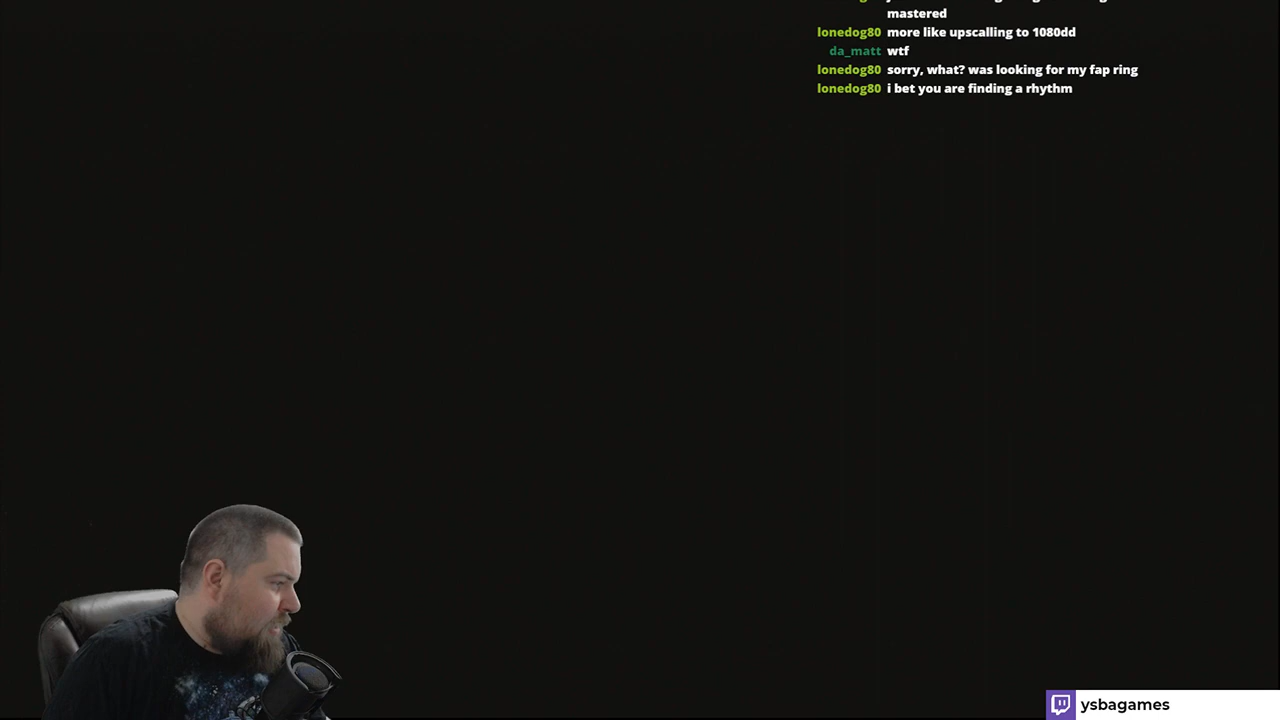 mastered
lonedog80 more like upscalling to 1080dd
da_matt wtf
lonedog80 sorry, what? was looking for my fap ring
lonedog80 i bet you are finding a rhythm
ysbagames